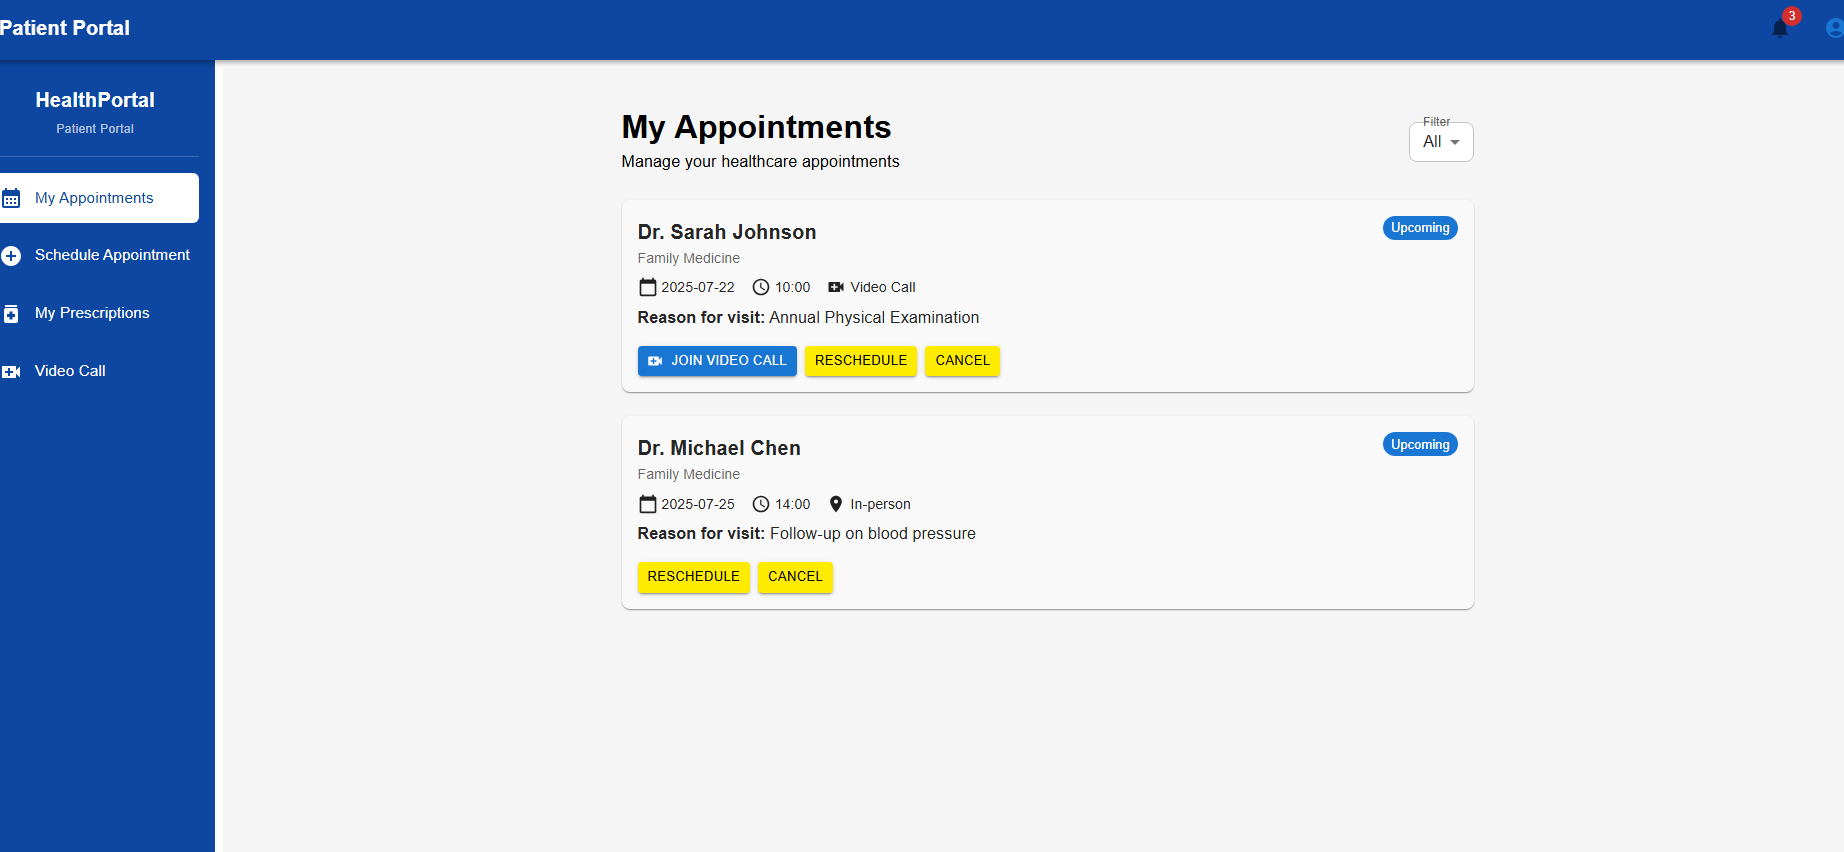 Patient Portal
3
HealthPortal
Patient Portal
My Appointments
Schedule Appointment
My Prescriptions
Video Call
My Appointments
Manage your healthcare appointments
Filter
All
Dr. Sarah Johnson
Upcoming
Family Medicine
2025-07-22 10:00 Video Call
Reason for visit: Annual Physical Examination
JOIN VIDEO CALL RESCHEDULE CANCEL
Dr. Michael Chen
Upcoming
Family Medicine
2025-07-25 14:00 In-person
Reason for visit: Follow-up on blood pressure
RESCHEDULE CANCEL